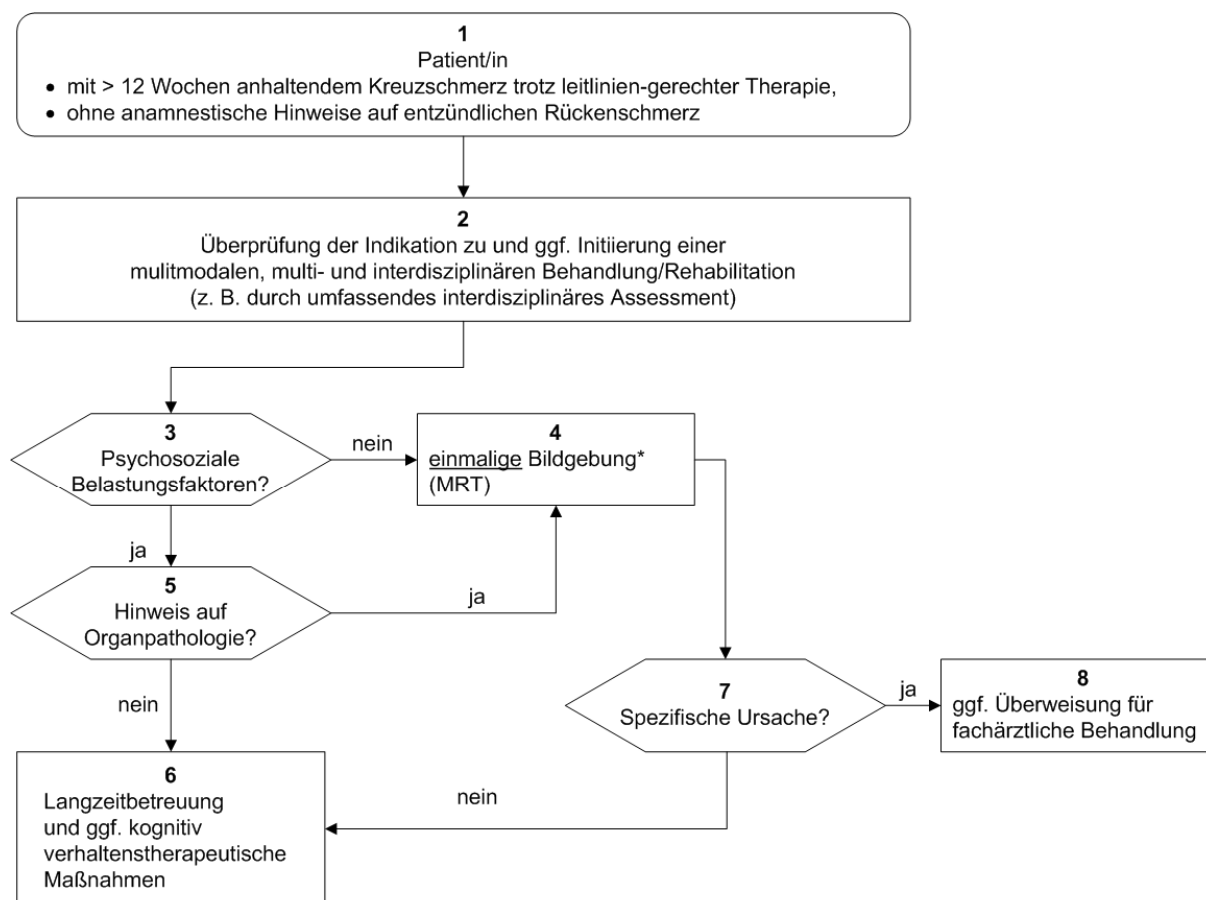 1
Patient/in
• mit > 12 Wochen anhaltendem Kreuzschmerz trotz leitlinien-gerechter Therapie,
• ohne anamnestische Hinweise auf entzündlichen Rückenschmerz
2
Überprüfung der Indikation zu und ggf. Initiierung einer
mulitmodalen, multi- und interdisziplinären Behandlung/Rehabilitation
(z. B. durch umfassendes interdisziplinäres Assessment)
3
Psychosoziale
Belastungsfaktoren?
nein
4
einmalige Bildgebung*
(MRT)
ja
5
Hinweis auf
Organpathologie?
ja
nein
7
Spezifische Ursache?
ja
8
ggf. Überweisung für
fachärztliche Behandlung
nein
6
Langzeitbetreuung
und ggf. kognitiv
verhaltenstherapeutische
Maßnahmen